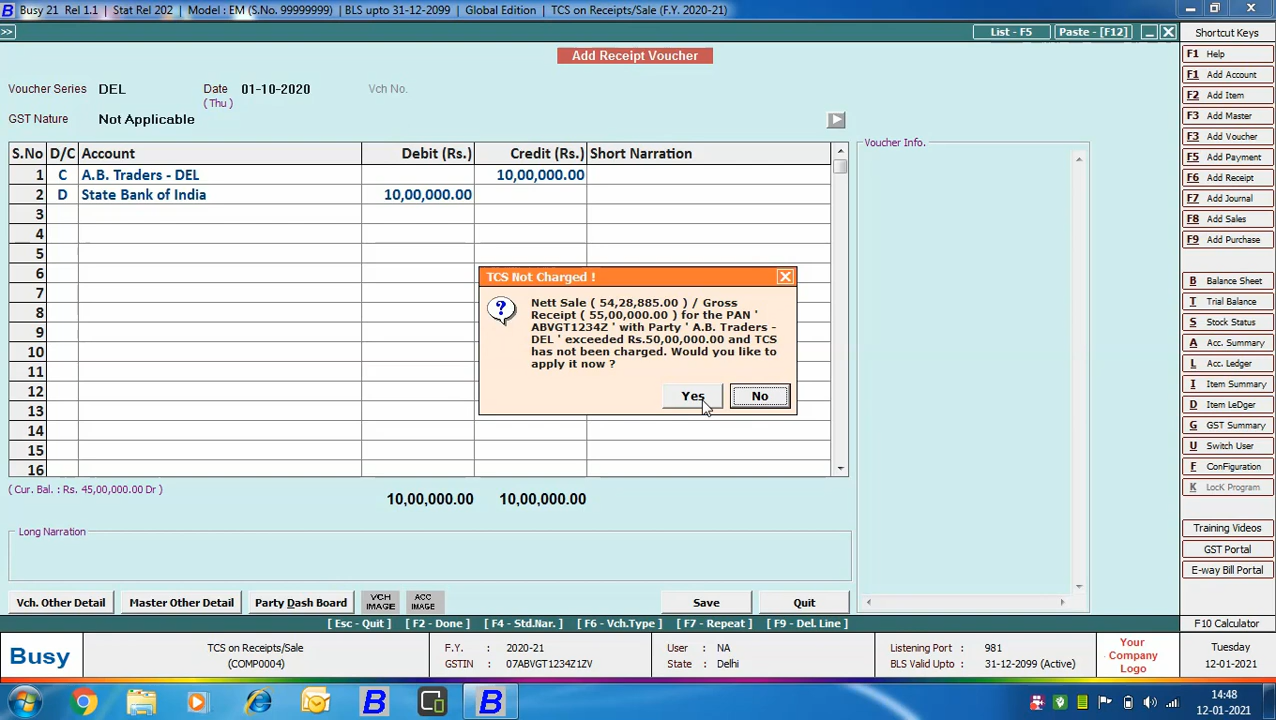 Busy 21 Rel 1.1 | Stat Rel 202 | Model : EM (S.No. 99999999) | BLS upto 31-12-2099 | Global Edition | TCS on Receipts/Sale (F.Y. 2020-21)
>> List - F5 Paste - [F12]
Shortcut Keys
Add Receipt Voucher
F1 Help
F1 Add Account
F2 Add Item
F3 Add Master
F3 Add Voucher
F5 Add Payment
F6 Add Receipt
F7 Add Journal
F8 Add Sales
F9 Add Purchase
B Balance Sheet
T Trial Balance
S Stock Status
A Acc. Summary
L Acc. Ledger
I Item Summary
D Item LeDger
G GST Summary
U Switch User
F ConFiguration
K LocK Program
Training Videos
GST Portal
E-way Bill Portal
F10 Calculator
Voucher Series DEL Date 01-10-2020 Vch No.
( Thu )
GST Nature Not Applicable
S.No D/C Account Debit (Rs.) Credit (Rs.) Short Narration
1 C A.B. Traders - DEL 10,00,000.00
2 D State Bank of India 10,00,000.00
3
4
5
6
7
8
9
10
11
12
13
14
15
16
Voucher Info.
TCS Not Charged !
Nett Sale ( 54,28,885.00 ) / Gross
Receipt ( 55,00,000.00 ) for the PAN '
ABVGT1234Z ' with Party ' A.B. Traders -
DEL ' exceeded Rs.50,00,000.00 and TCS
has not been charged. Would you like to
apply it now ?
Yes No
( Cur. Bal. : Rs. 45,00,000.00 Dr )
10,00,000.00 10,00,000.00
Long Narration
Vch. Other Detail Master Other Detail Party Dash Board VCH IMAGE ACC IMAGE Save Quit
[ Esc - Quit ] [ F2 - Done ] [ F4 - Std.Nar. ] [ F6 - Vch.Type ] [ F7 - Repeat ] [ F9 - Del. Line ]
Busy
TCS on Receipts/Sale
(COMP0004)
F.Y. : 2020-21
GSTIN : 07ABVGT1234Z1ZV
User : NA
State : Delhi
Listening Port : 981
BLS Valid Upto : 31-12-2099 (Active)
Your
Company
Logo
Tuesday
12-01-2021
14:48
12-01-2021